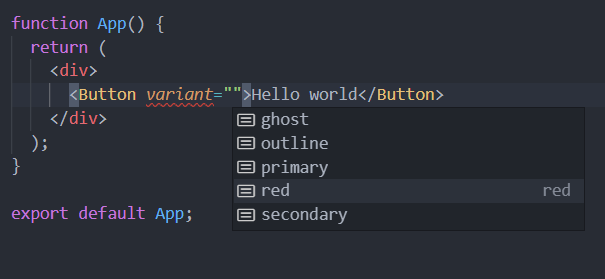 function App() {
  return (
    <div>
      <Button variant="">Hello world</Button>
ghost
    </div>
outline
  );
primary
}
red red
export default App;
secondary